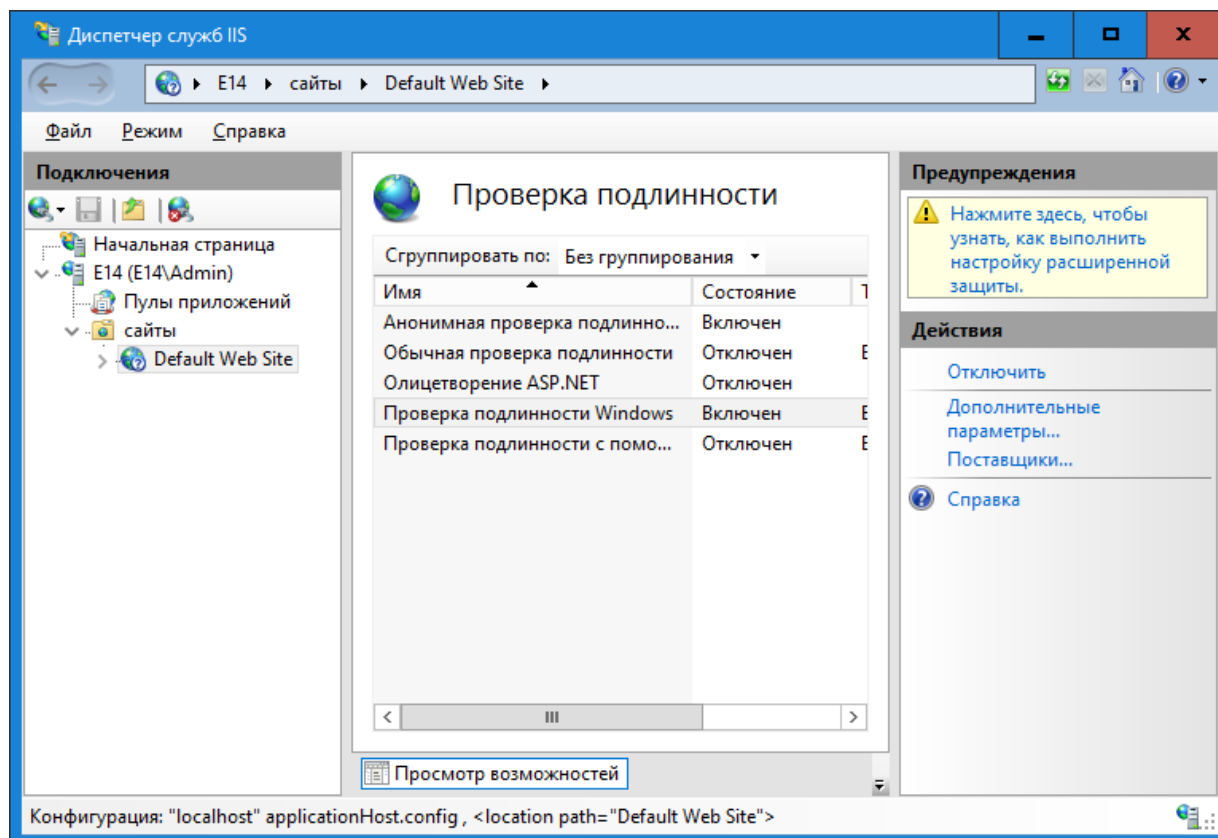 Диспетчер служб IIS
E14 сайты Default Web Site
Файл Режим Справка
Подключения
Начальная страница
E14 (E14\Admin)
Пулы приложений
сайты
Default Web Site
Проверка подлинности
Сгруппировать по: Без группирования
Имя Состояние
Анонимная проверка подлинно... Включен
Обычная проверка подлинности Отключен
Олицетворение ASP.NET Отключен
Проверка подлинности Windows Включен
Проверка подлинности с помо... Отключен
Просмотр возможностей
Предупреждения
Нажмите здесь, чтобы
узнать, как выполнить
настройку расширенной
защиты.
Действия
Отключить
Дополнительные
параметры...
Поставщики...
Справка
Конфигурация: "localhost" applicationHost.config , <location path="Default Web Site">